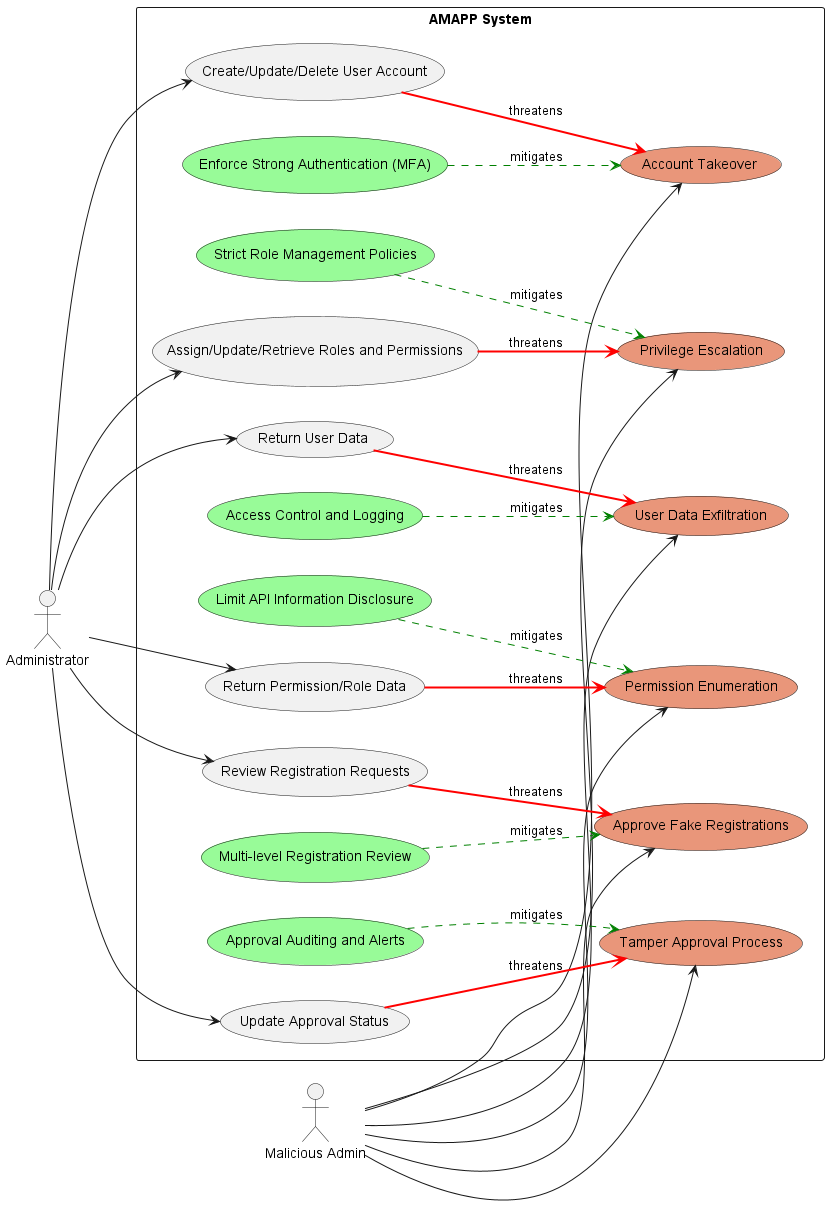 AMAPP System
Create/Update/Delete User Account
threatens
Enforce Strong Authentication (MFA)
mitigates
Account Takeover
Strict Role Management Policies
mitigates
Assign/Update/Retrieve Roles and Permissions
threatens
Privilege Escalation
Return User Data
threatens
Access Control and Logging
mitigates
User Data Exfiltration
Limit API Information Disclosure
mitigates
Administrator
Return Permission/Role Data
threatens
Permission Enumeration
Review Registration Requests
threatens
Approve Fake Registrations
mitigates
Multi-level Registration Review
mitigates
Approval Auditing and Alerts
Tamper Approval Process
threatens
Update Approval Status
Malicious Admin